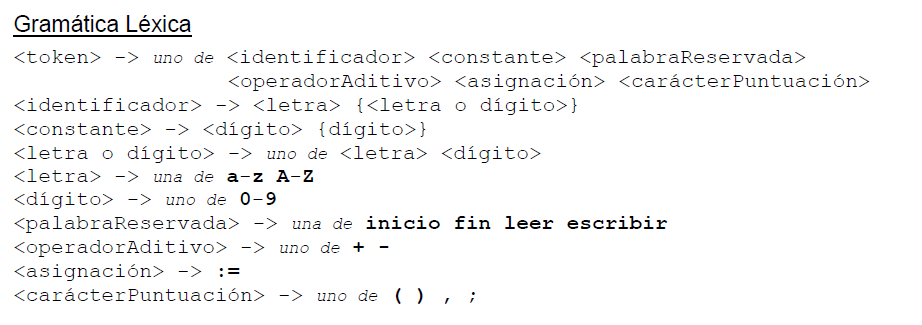 Gramática Léxica
<token> –> uno de <identificador> <constante> <palabraReservada>
<operadorAditivo> <asignación> <carácterPuntuación>
<identificador> –> <letra> {<letra o dígito>}
<constante> –> <dígito> {dígito>}
<letra o dígito> –> uno de <letra> <dígito>
<letra> –> una de a-z A-Z
<dígito> –> uno de 0-9
<palabraReservada> –> una de inicio fin leer escribir
<operadorAditivo> –> uno de + -
<asignación> –> :=
<carácterPuntuación> –> uno de ( ) , ;